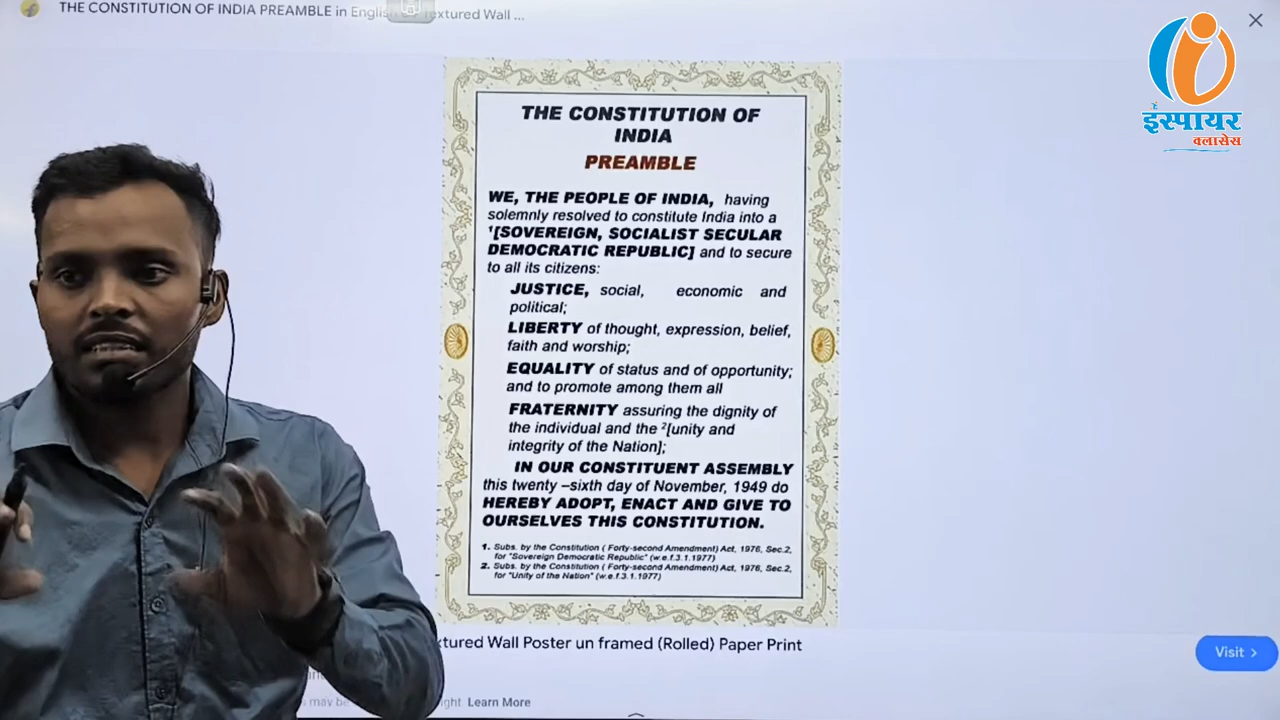 THE CONSTITUTION OF INDIA PREAMBLE in English Textured Wall ...
इंस्पायर
क्लासेस
THE CONSTITUTION OF
INDIA
PREAMBLE
WE, THE PEOPLE OF INDIA, having
solemnly resolved to constitute India into a
¹[SOVEREIGN, SOCIALIST SECULAR
DEMOCRATIC REPUBLIC] and to secure
to all its citizens:
JUSTICE, social, economic and
political;
LIBERTY of thought, expression, belief,
faith and worship;
EQUALITY of status and of opportunity;
and to promote among them all
FRATERNITY assuring the dignity of
the individual and the ²[unity and
integrity of the Nation];
IN OUR CONSTITUENT ASSEMBLY
this twenty –sixth day of November, 1949 do
HEREBY ADOPT, ENACT AND GIVE TO
OURSELVES THIS CONSTITUTION.
1. Subs. by the Constitution ( Forty-second Amendment) Act, 1976, Sec.2,
for "Sovereign Democratic Republic" (w.e.f.3.1.1977)
2. Subs. by the Constitution ( Forty-second Amendment) Act, 1976, Sec.2,
for "Unity of the Nation" (w.e.f.3.1.1977)
Wall Poster un framed (Rolled) Paper Print
Visit >
may be Learn More